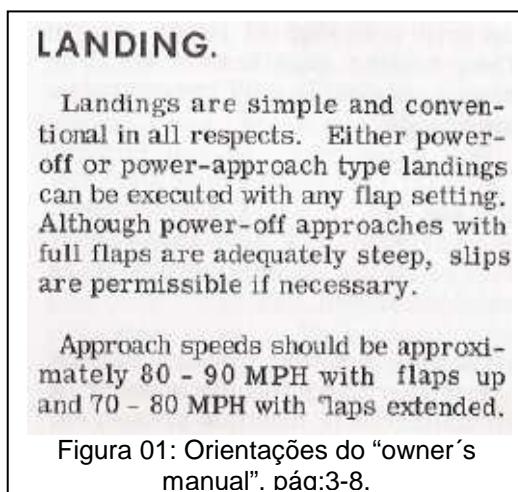 LANDING.
Landings are simple and conven-
tional in all respects. Either power-
off or power-approach type landings
can be executed with any flap setting.
Although power-off approaches with
full flaps are adequately steep, slips
are permissible if necessary.
Approach speeds should be approxi-
mately 80 - 90 MPH with flaps up
and 70 - 80 MPH with laps extended.
Figura 01: Orientações do “owner´s
manual”, pág:3-8.